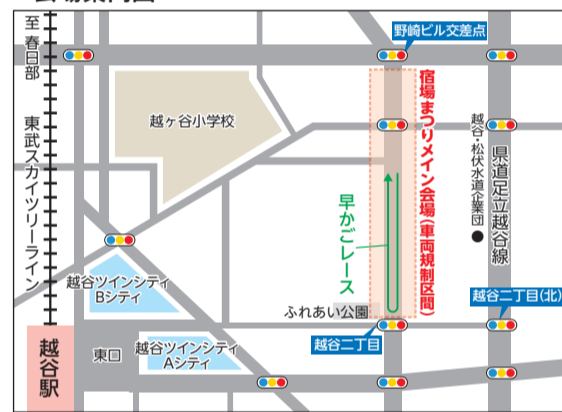 至 春日部
東武スカイツリーライン
越谷駅
東口
越ヶ谷小学校
越谷ツインシティ
Bシティ
越谷ツインシティ
Aシティ
野崎ビル交差点
宿場まつりメイン会場(車両規制区間)
早かごレース
ふれあい公園
越谷二丁目
越谷・松伏水道企業団
県道足立越谷線
越谷二丁目(北)